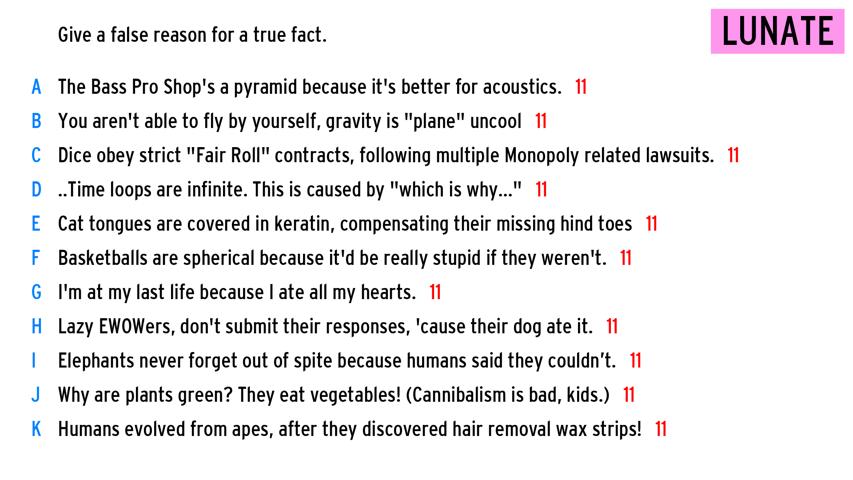 Give a false reason for a true fact.
LUNATE
A The Bass Pro Shop's a pyramid because it's better for acoustics. 11
B You aren't able to fly by yourself, gravity is "plane" uncool 11
C Dice obey strict "Fair Roll" contracts, following multiple Monopoly related lawsuits. 11
D ..Time loops are infinite. This is caused by "which is why..." 11
E Cat tongues are covered in keratin, compensating their missing hind toes 11
F Basketballs are spherical because it'd be really stupid if they weren't. 11
G I'm at my last life because I ate all my hearts. 11
H Lazy EWOWers, don't submit their responses, 'cause their dog ate it. 11
I Elephants never forget out of spite because humans said they couldn’t. 11
J Why are plants green? They eat vegetables! (Cannibalism is bad, kids.) 11
K Humans evolved from apes, after they discovered hair removal wax strips! 11